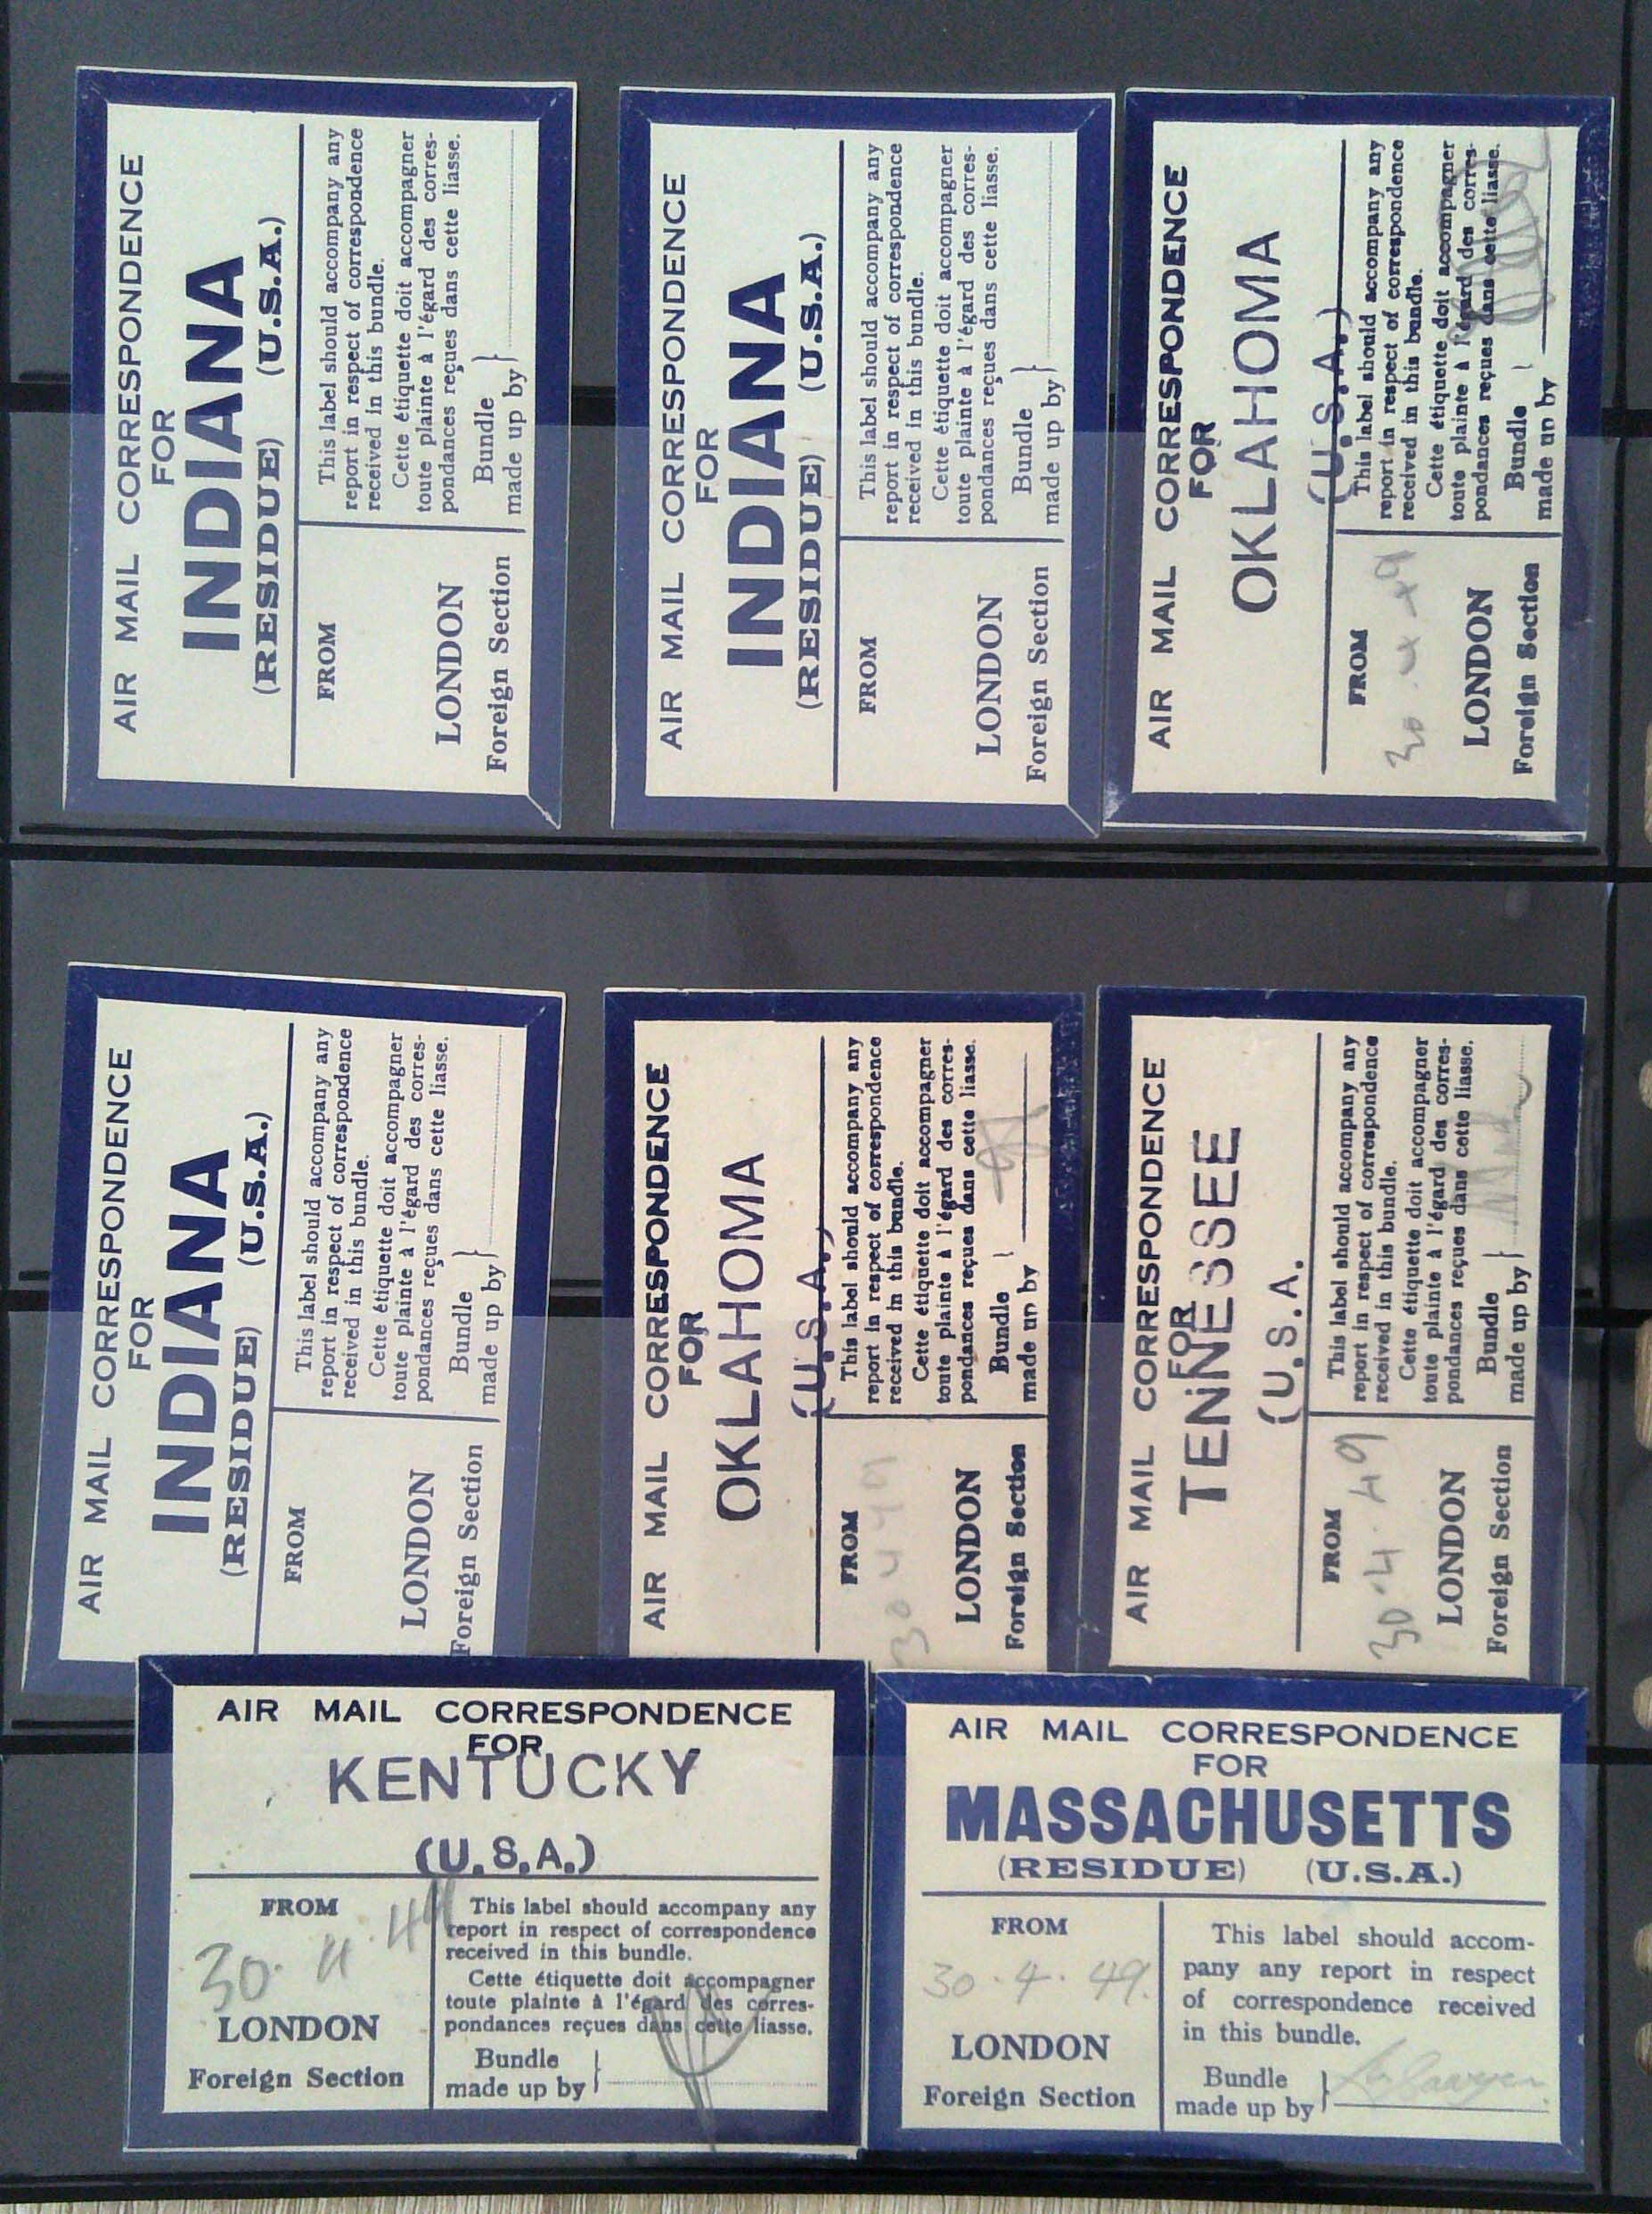 AIR MAIL CORRESPONDENCE
FOR
INDIANA
(RESIDUE) (U.S.A.)
FROM
LONDON
Foreign Section
This label should accompany any
report in respect of correspondence
received in this bundle.
Cette étiquette doit accompagner
toute plainte à l'égard des corres-
pondances reçues dans cette liasse.
Bundle
made up by
AIR MAIL CORRESPONDENCE
FOR
INDIANA
(RESIDUE) (U.S.A.)
FROM
LONDON
Foreign Section
This label should accompany any
report in respect of correspondence
received in this bundle.
Cette étiquette doit accompagner
toute plainte à l'égard des corres-
pondances reçues dans cette liasse.
Bundle
made up by
AIR MAIL CORRESPONDENCE
FOR
OKLAHOMA
(U.S.A.)
FROM
30 4 49
LONDON
Foreign Section
This label should accompany any
report in respect of correspondence
received in this bundle.
Cette étiquette doit accompagner
toute plainte à l'égard des corres-
pondances reçues dans cette liasse.
Bundle
made up by
AIR MAIL CORRESPONDENCE
FOR
INDIANA
(RESIDUE) (U.S.A.)
FROM
LONDON
Foreign Section
This label should accompany any
report in respect of correspondence
received in this bundle.
Cette étiquette doit accompagner
toute plainte à l'égard des corres-
pondances reçues dans cette liasse.
Bundle
made up by
AIR MAIL CORRESPONDENCE
FOR
OKLAHOMA
(U.S.A.)
FROM
30 4 49
LONDON
Foreign Section
This label should accompany any
report in respect of correspondence
received in this bundle.
Cette étiquette doit accompagner
toute plainte à l'égard des corres-
pondances reçues dans cette liasse.
Bundle
made up by
AIR MAIL CORRESPONDENCE
FOR
TENNESSEE
(U.S.A.
FROM
30.4.49
LONDON
Foreign Section
This label should accompany any
report in respect of correspondence
received in this bundle.
Cette étiquette doit accompagner
toute plainte à l'égard des corres-
pondances reçues dans cette liasse.
Bundle
made up by
AIR MAIL CORRESPONDENCE
FOR
KENTUCKY
(U.S.A.)
FROM
30.4.49
LONDON
Foreign Section
This label should accompany any
report in respect of correspondence
received in this bundle.
Cette étiquette doit accompagner
toute plainte à l'égard des corres-
pondances reçues dans cette liasse.
Bundle
made up by
AIR MAIL CORRESPONDENCE
FOR
MASSACHUSETTS
(RESIDUE) (U.S.A.)
FROM
30.4.49.
LONDON
Foreign Section
This label should accom-
pany any report in respect
of correspondence received
in this bundle.
Bundle
made up by